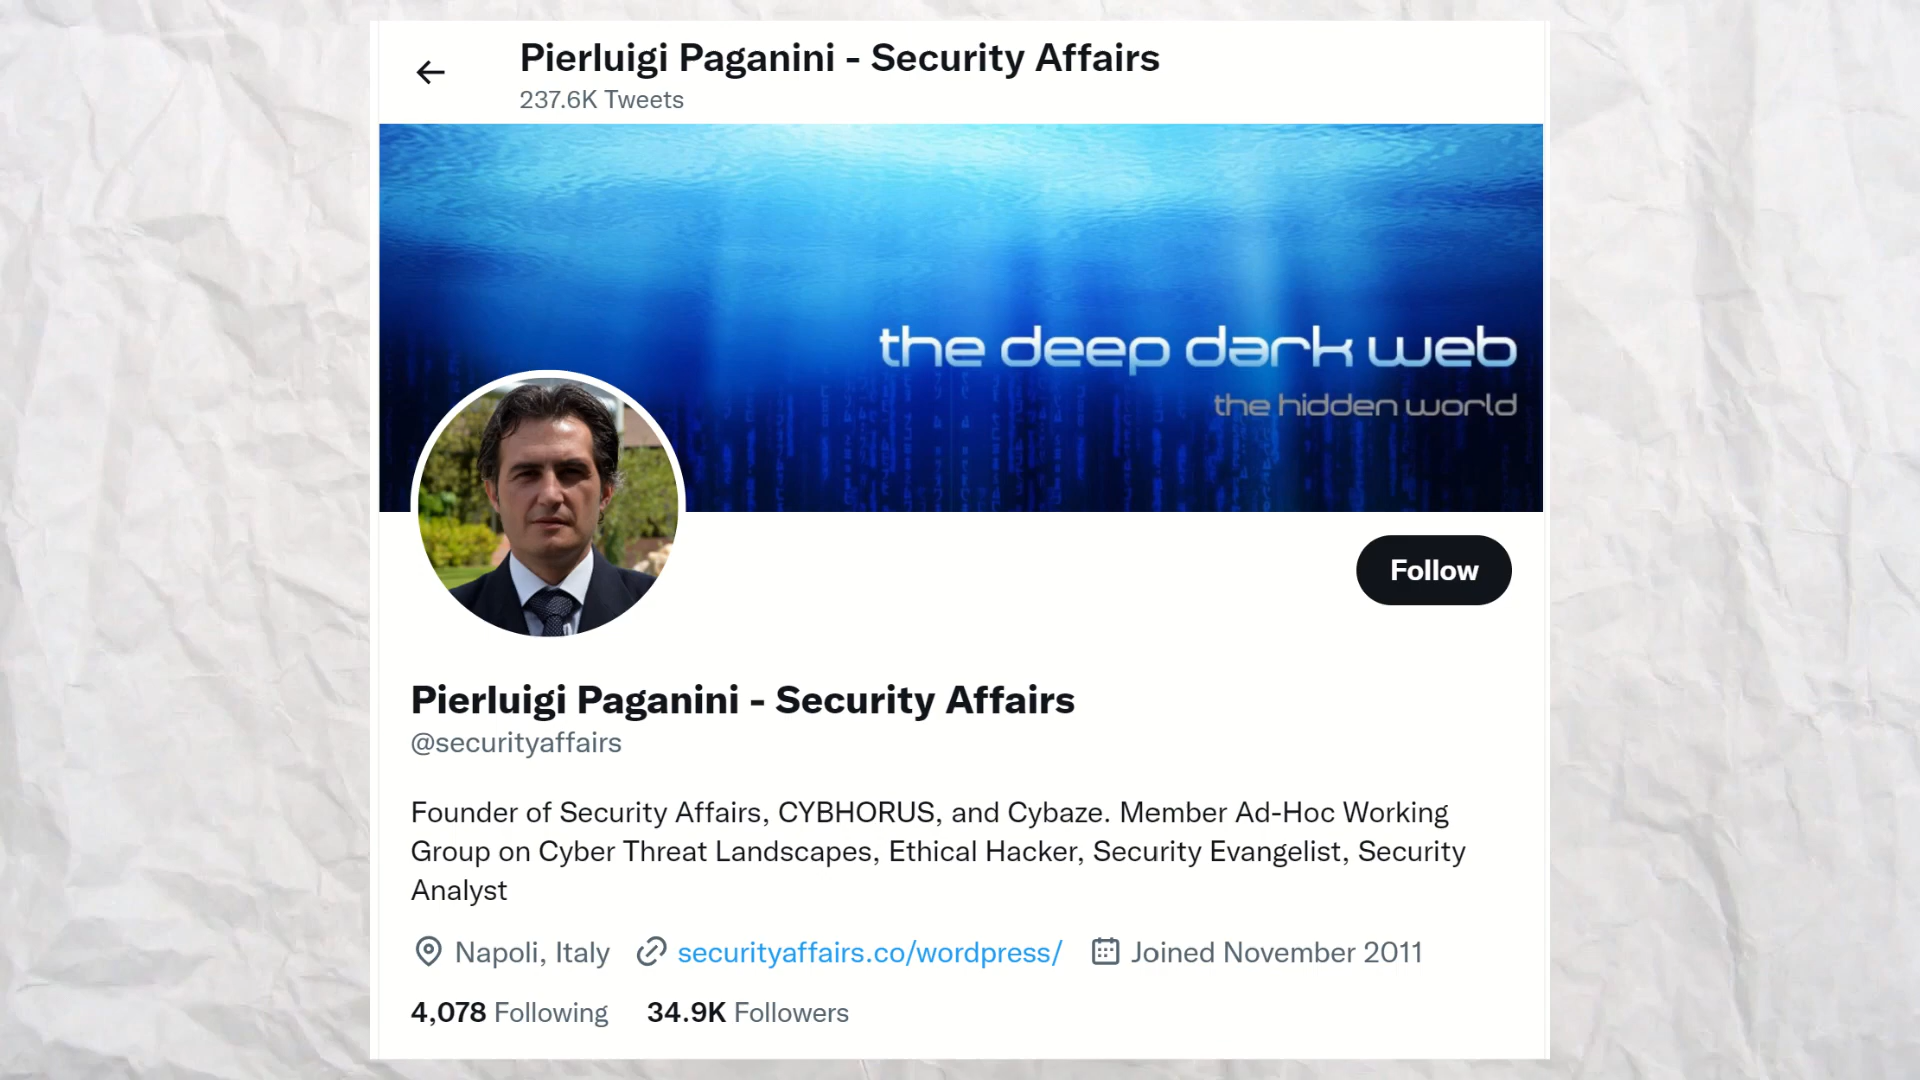 Pierluigi Paganini - Security Affairs
237.6K Tweets
the deep dark web
the hidden world
Follow
Pierluigi Paganini - Security Affairs
@securityaffairs
Founder of Security Affairs, CYBHORUS, and Cybaze. Member Ad-Hoc Working
Group on Cyber Threat Landscapes, Ethical Hacker, Security Evangelist, Security
Analyst
Napoli, Italy securityaffairs.co/wordpress/ Joined November 2011
4,078 Following 34.9K Followers